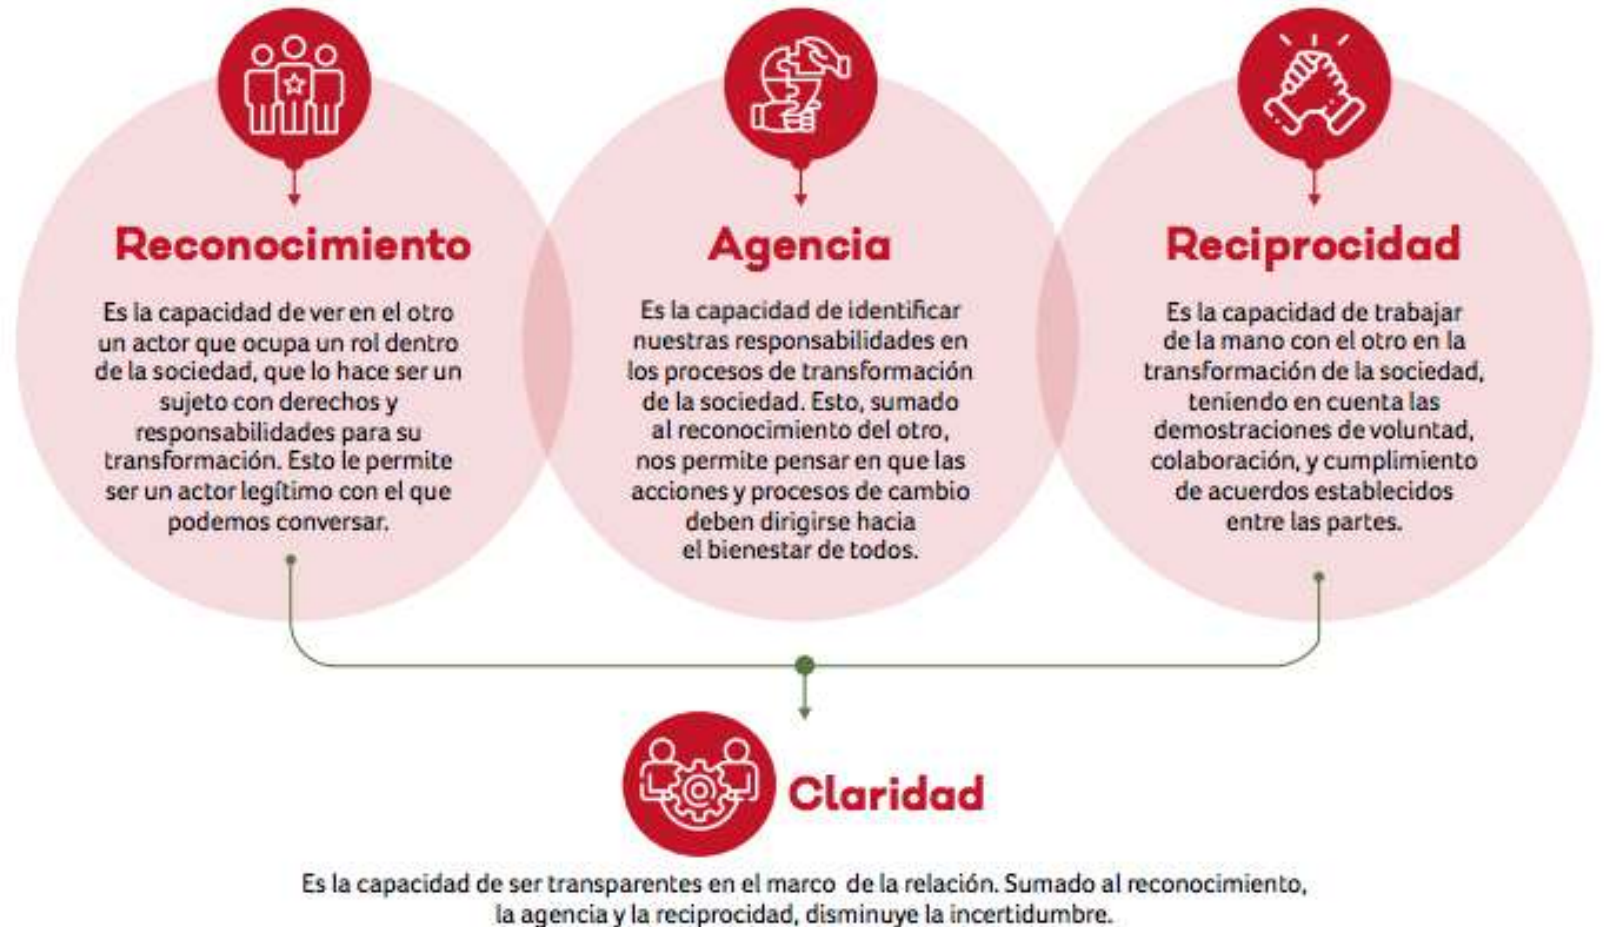 Reconocimiento
Es la capacidad de ver en el otro
un actor que ocupa un rol dentro
de la sociedad, que lo hace ser un
sujeto con derechos y
responsabilidades para su
transformación. Esto le permite
ser un actor legítimo con el que
podemos conversar.
Agencia
Es la capacidad de identificar
nuestras responsabilidades en
los procesos de transformación
de la sociedad. Esto, sumado
al reconocimiento del otro,
nos permite pensar en que las
acciones y procesos de cambio
deben dirigirse hacia
el bienestar de todos.
Reciprocidad
Es la capacidad de trabajar
de la mano con el otro en la
transformación de la sociedad,
teniendo en cuenta las
demostraciones de voluntad,
colaboración, y cumplimiento
de acuerdos establecidos
entre las partes.
Claridad
Es la capacidad de ser transparentes en el marco de la relación. Sumado al reconocimiento,
la agencia y la reciprocidad, disminuye la incertidumbre.